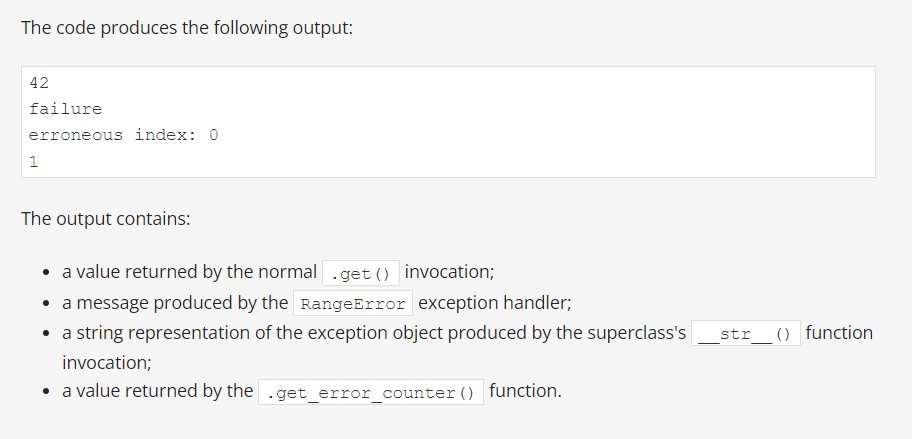 The code produces the following output:
42
failure
erroneous index: 0
1
The output contains:
• a value returned by the normal .get() invocation;
• a message produced by the RangeError exception handler;
• a string representation of the exception object produced by the superclass's __str__() function
invocation;
• a value returned by the .get_error_counter() function.